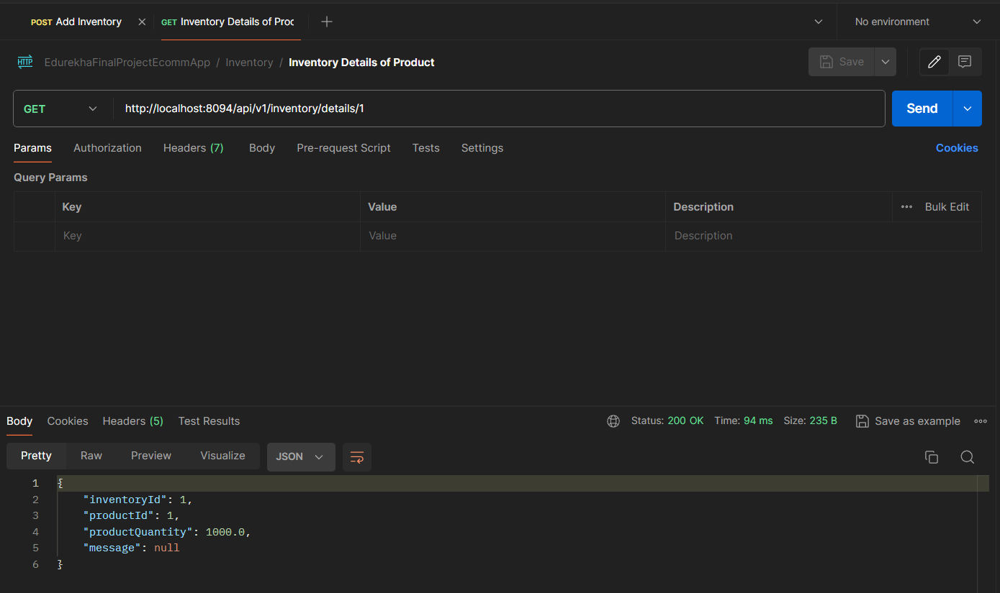 POST Add Inventory GET Inventory Details of Proc No environment
HTTP EdurekhaFinalProjectEcommApp / Inventory / Inventory Details of Product Save
GET http://localhost:8094/api/v1/inventory/details/1 Send
Params Authorization Headers (7) Body Pre-request Script Tests Settings Cookies
Query Params
Key Value Description Bulk Edit
Key Value Description
Body Cookies Headers (5) Test Results Status: 200 OK Time: 94 ms Size: 235 B Save as example
Pretty Raw Preview Visualize JSON
1 {
2 "inventoryId": 1,
3 "productId": 1,
4 "productQuantity": 1000.0,
5 "message": null
6 }